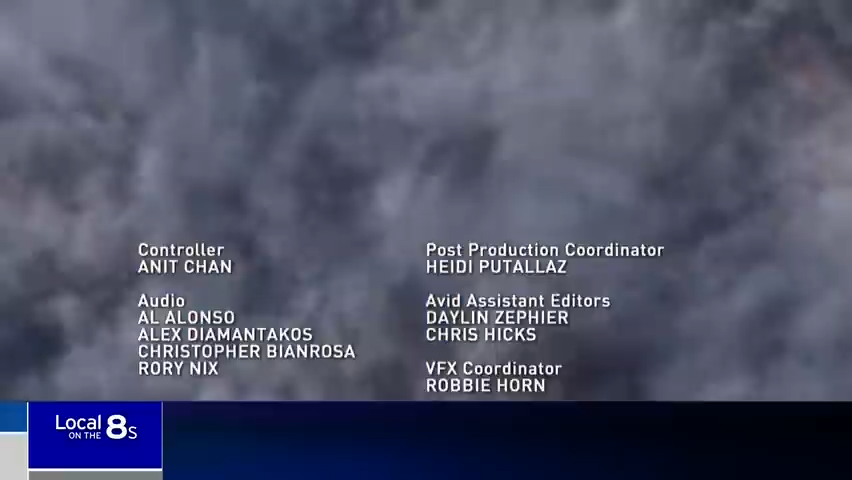 Controller
ANIT CHAN
Audio
AL ALONSO
ALEX DIAMANTAKOS
CHRISTOPHER BIANROSA
RORY NIX
Post Production Coordinator
HEIDI PUTALLAZ
Avid Assistant Editors
DAYLIN ZEPHIER
CHRIS HICKS
VFX Coordinator
ROBBIE HORN
Local
ON THE 8s